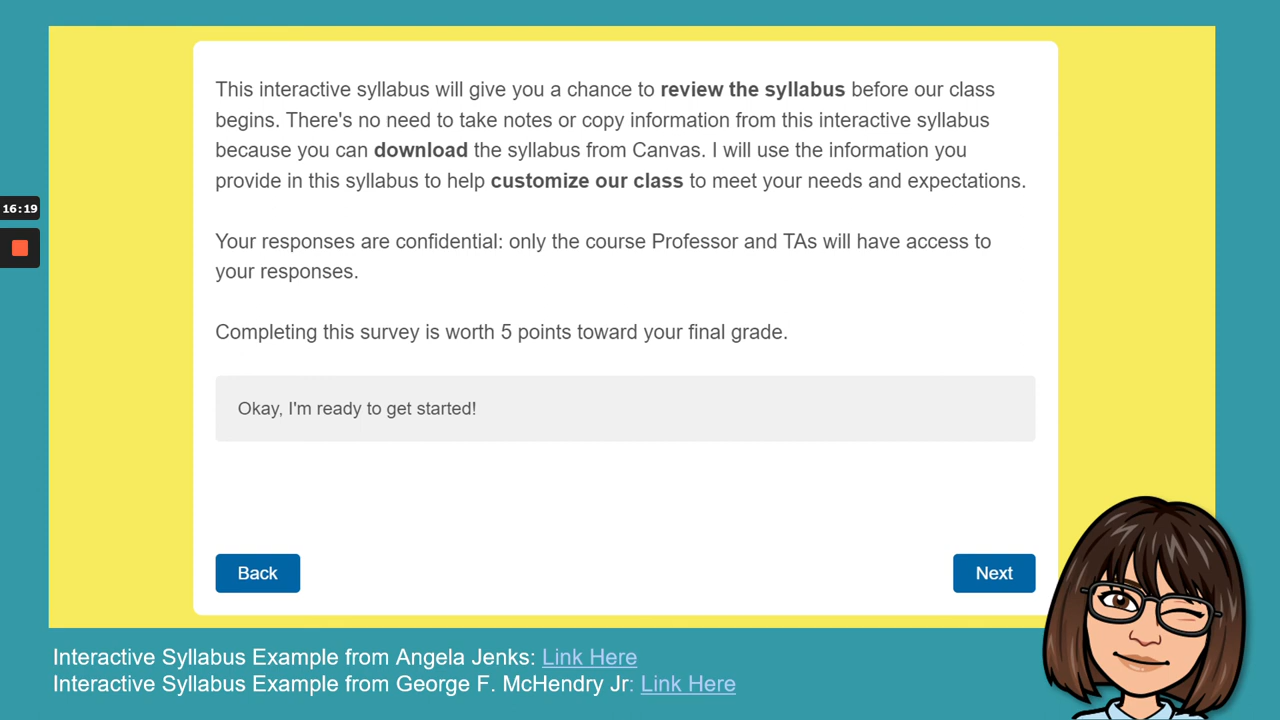 This interactive syllabus will give you a chance to review the syllabus before our class
begins. There's no need to take notes or copy information from this interactive syllabus
because you can download the syllabus from Canvas. I will use the information you
provide in this syllabus to help customize our class to meet your needs and expectations.
16:19
Your responses are confidential: only the course Professor and TAs will have access to
your responses.
Completing this survey is worth 5 points toward your final grade.
Okay, I'm ready to get started!
Back
Next
Interactive Syllabus Example from Angela Jenks: Link Here
Interactive Syllabus Example from George F. McHendry Jr: Link Here